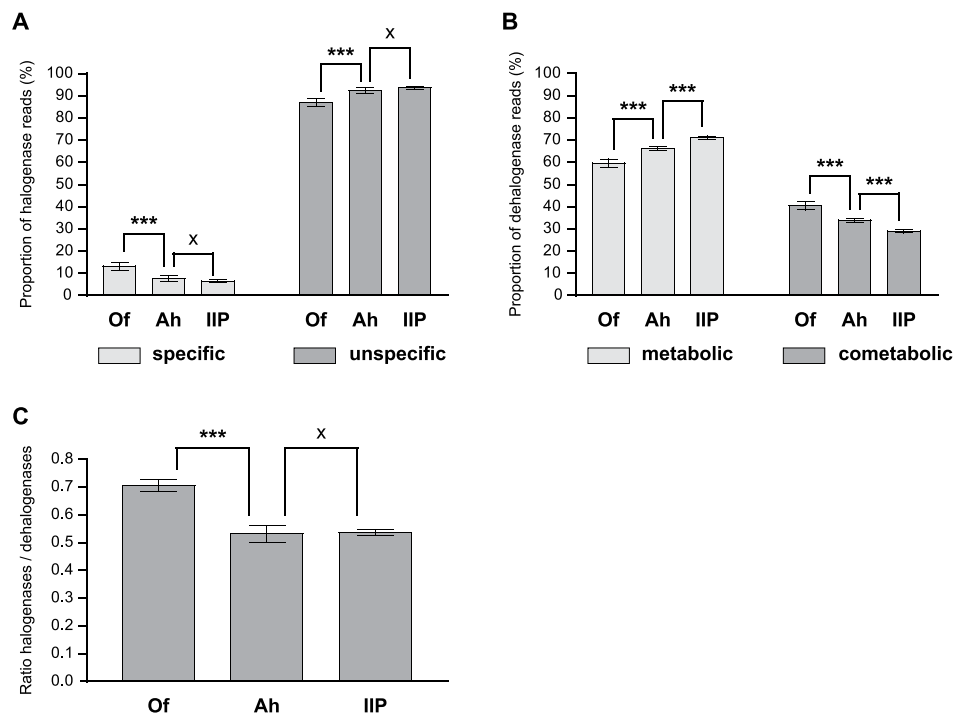 A
Proportion of halogenase reads (%)
100
90
80
70
60
50
40
30
20
10
0
*** x
*** x
Of Ah IIP Of Ah IIP
specific unspecific
B
Proportion of dehalogenase reads (%)
100
90
80
70
60
50
40
30
20
10
0
*** ***
*** ***
Of Ah IIP Of Ah IIP
metabolic cometabolic
C
Ratio halogenases / dehalogenases
0.8
0.7
0.6
0.5
0.4
0.3
0.2
0.1
0.0
*** x
Of Ah IIP